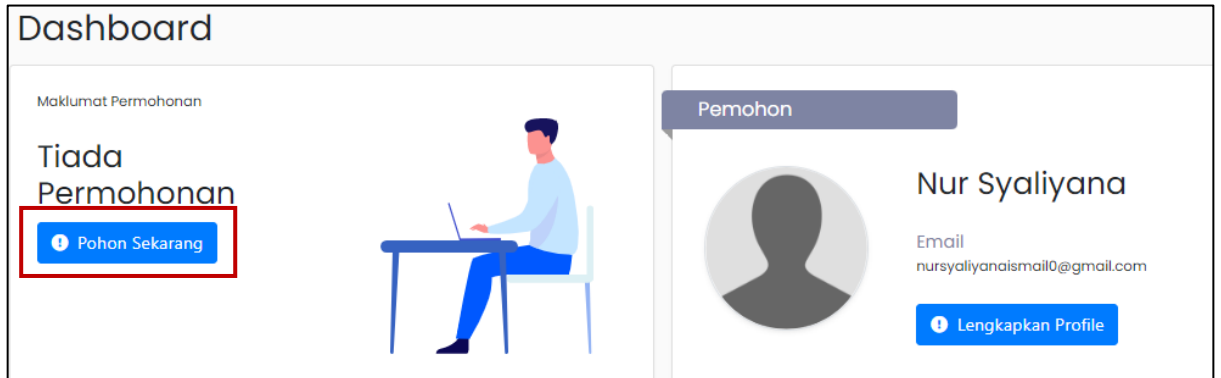 Dashboard
Maklumat Permohonan
Tiada
Permohonan
Pohon Sekarang
Pemohon
Nur Syaliyana
Email
nursyaliyanaismail0@gmail.com
Lengkapkan Profile